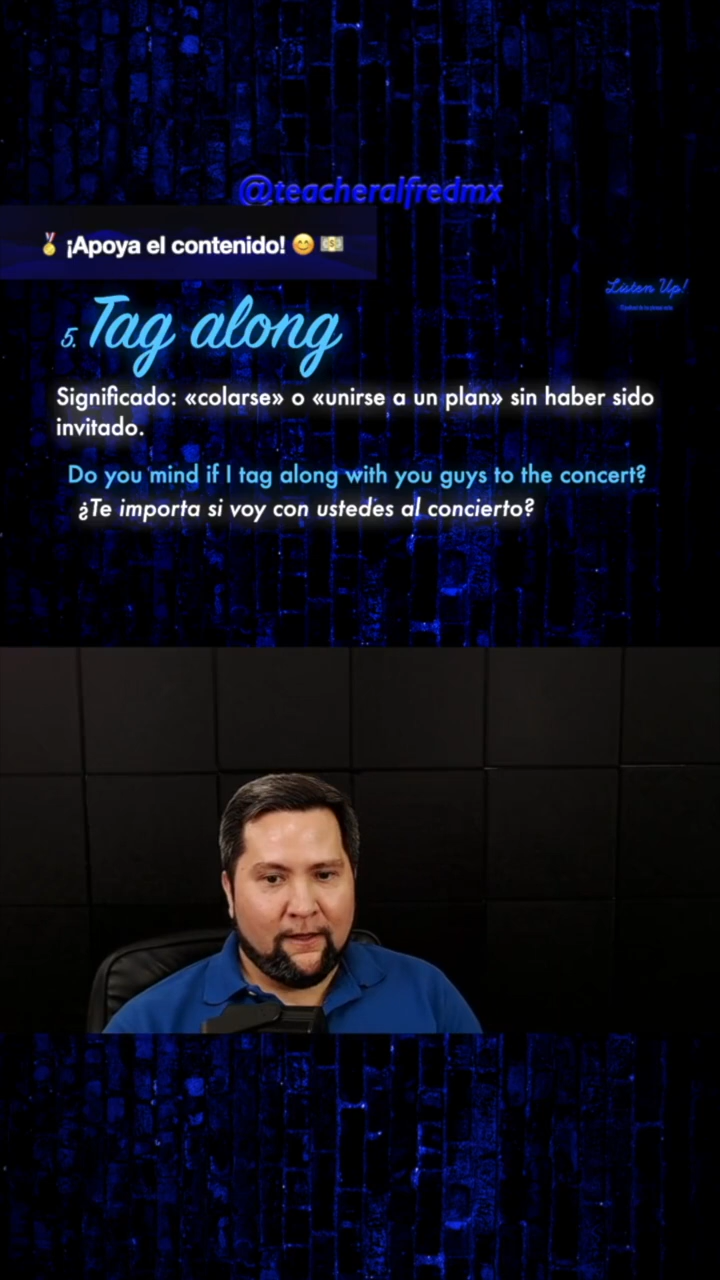 @teacheralfredmx
🥇 ¡Apoya el contenido! 😊 💵
Listen Up!
5. Tag along
Significado: «colarse» o «unirse a un plan» sin haber sido
invitado.
Do you mind if I tag along with you guys to the concert?
¿Te importa si voy con ustedes al concierto?